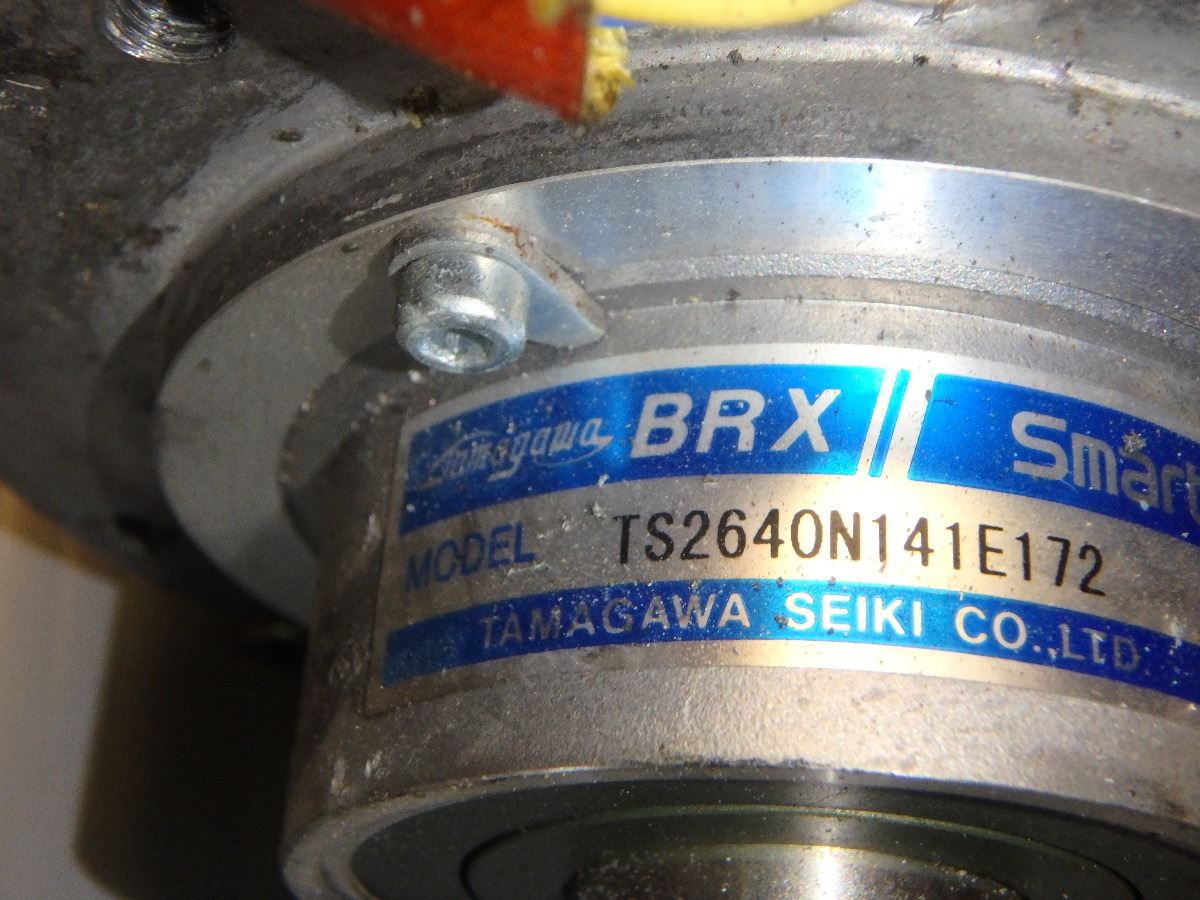 Tamagawa BRX Smart
MODEL TS2640N141E172
TAMAGAWA SEIKI CO.,LTD.